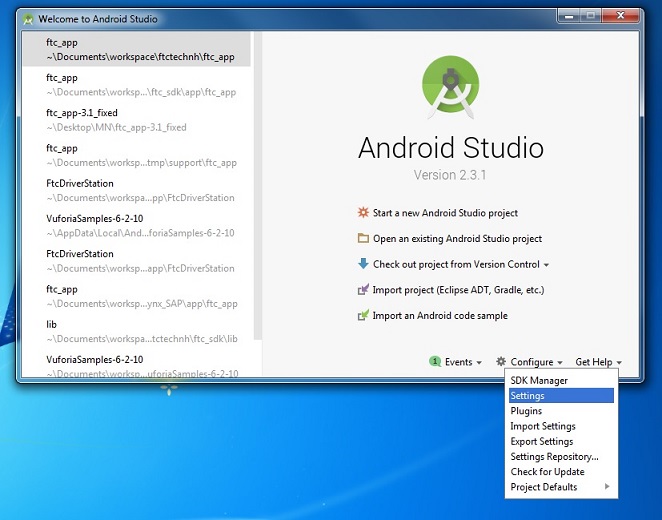 Welcome to Android Studio
ftc_app
~\Documents\workspace\ftctechnh\ftc_app
ftc_app
~\Documents\worksp...\ftc_sdk\app\ftc_app
ftc_app-3.1_fixed
~\Desktop\MN\ftc_app-3.1_fixed
ftc_app
~\Documents\worksp...tmp\support\ftc_app
FtcDriverStation
~\Documents\worksp...pp\FtcDriverStation
VuforiaSamples-6-2-10
~\AppData\Local\And...foriaSamples-6-2-10
FtcDriverStation
~\Documents\worksp...app\FtcDriverStation
ftc_app
~\Documents\worksp...ynx_SAP\app\ftc_app
lib
~\Documents\worksp...tctechnh\ftc_sdk\lib
VuforiaSamples-6-2-10
~\Documents\worksp...uforiaSamples-6-2-10
Android Studio
Version 2.3.1
Start a new Android Studio project
Open an existing Android Studio project
Check out project from Version Control
Import project (Eclipse ADT, Gradle, etc.)
Import an Android code sample
1 Events Configure Get Help
SDK Manager
Settings
Plugins
Import Settings
Export Settings
Settings Repository...
Check for Update
Project Defaults